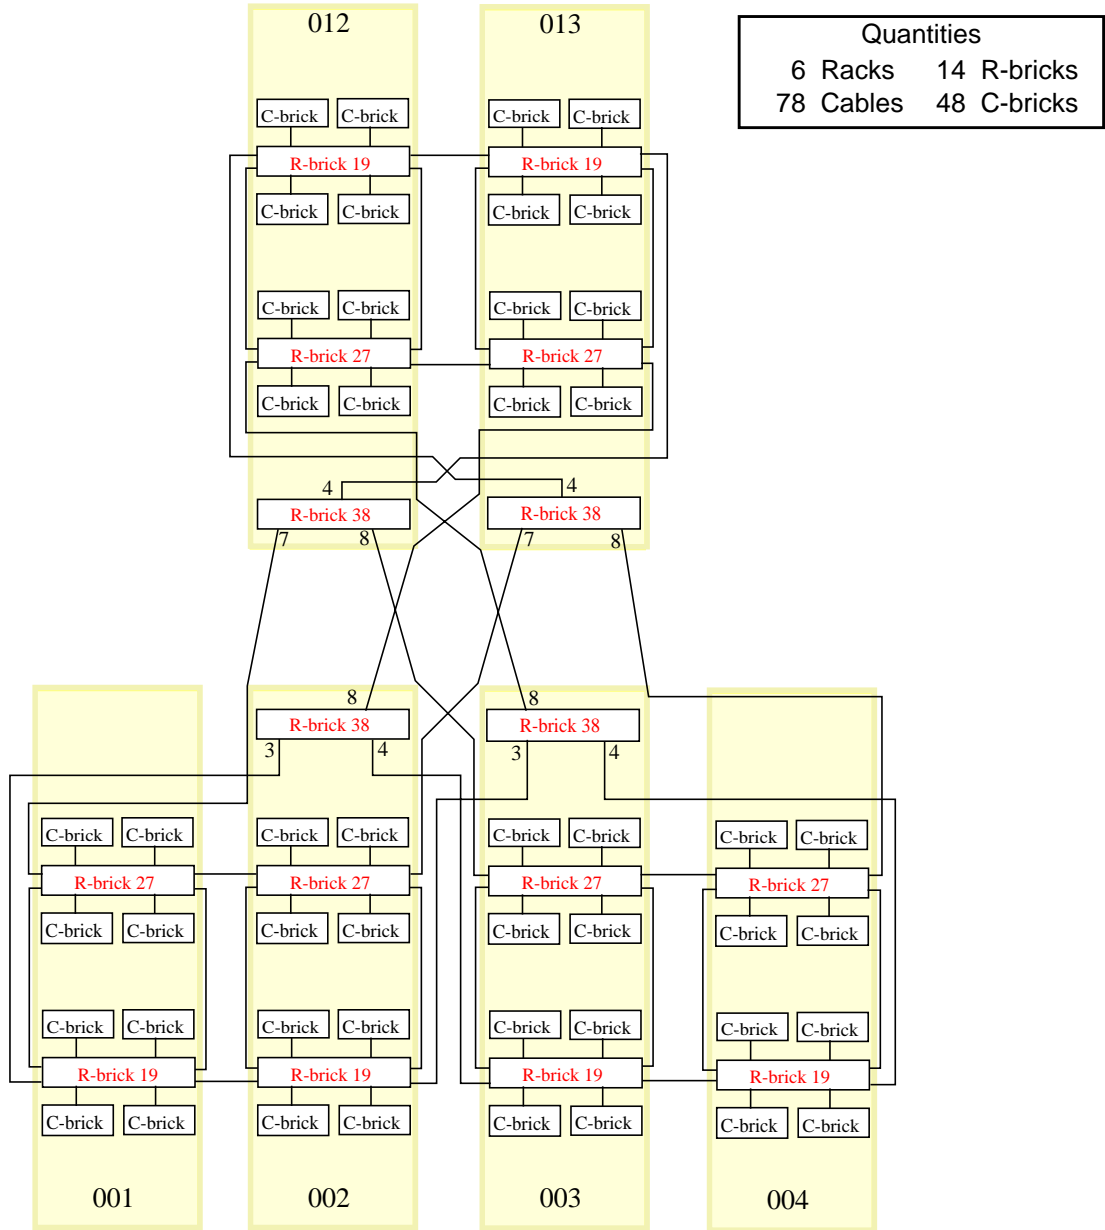 012 013
Quantities
6 Racks 14 R-bricks
78 Cables 48 C-bricks
C-brick C-brick C-brick C-brick
R-brick 19 R-brick 19
C-brick C-brick C-brick C-brick
C-brick C-brick C-brick C-brick
R-brick 27 R-brick 27
C-brick C-brick C-brick C-brick
4 4
R-brick 38 R-brick 38
7 8 7 8
8 8
R-brick 38 R-brick 38
3 4 3 4
C-brick C-brick C-brick C-brick C-brick C-brick C-brick C-brick
R-brick 27 R-brick 27 R-brick 27 R-brick 27
C-brick C-brick C-brick C-brick C-brick C-brick C-brick C-brick
C-brick C-brick C-brick C-brick C-brick C-brick C-brick C-brick
R-brick 19 R-brick 19 R-brick 19 R-brick 19
C-brick C-brick C-brick C-brick C-brick C-brick C-brick C-brick
001 002 003 004